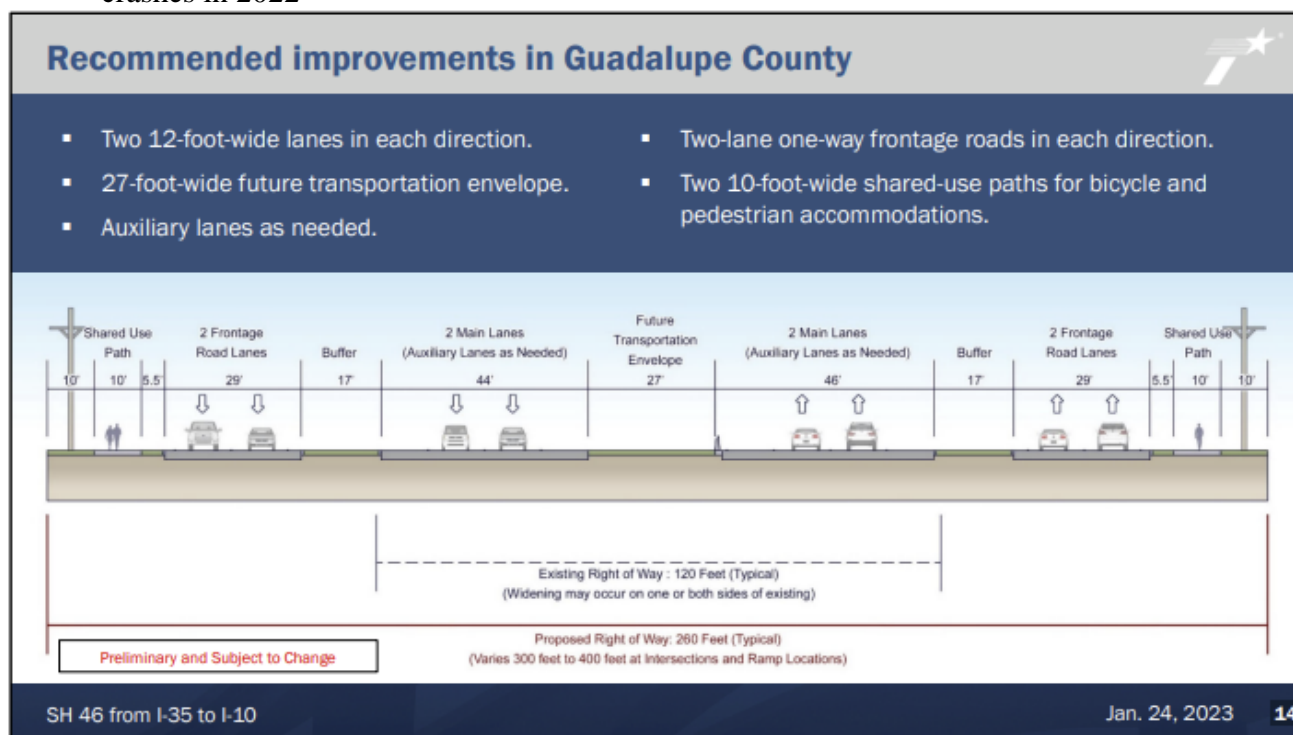 crashes in 2022
Recommended improvements in Guadalupe County
▪ Two 12-foot-wide lanes in each direction.
▪ 27-foot-wide future transportation envelope.
▪ Auxiliary lanes as needed.
▪ Two-lane one-way frontage roads in each direction.
▪ Two 10-foot-wide shared-use paths for bicycle and
pedestrian accommodations.
Shared Use
Path
2 Frontage
Road Lanes
Buffer
2 Main Lanes
(Auxiliary Lanes as Needed)
Future
Transportation
Envelope
2 Main Lanes
(Auxiliary Lanes as Needed)
Buffer
2 Frontage
Road Lanes
Shared Use
Path
10' 10' 5.5' 29' 17' 44' 27' 46' 17' 29' 5.5' 10' 10'
Existing Right of Way : 120 Feet (Typical)
(Widening may occur on one or both sides of existing)
Proposed Right of Way: 260 Feet (Typical)
(Varies 300 feet to 400 feet at Intersections and Ramp Locations)
Preliminary and Subject to Change
SH 46 from I-35 to I-10
Jan. 24, 2023 14